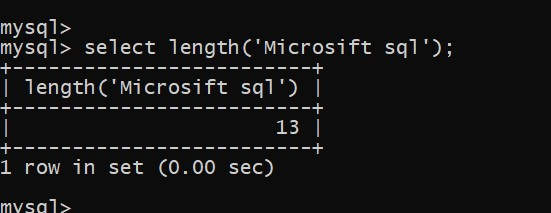 mysql>
mysql> select length('Microsift sql');
+-------------------------+
| length('Microsift sql') |
+-------------------------+
|                      13 |
+-------------------------+
1 row in set (0.00 sec)
mysql>